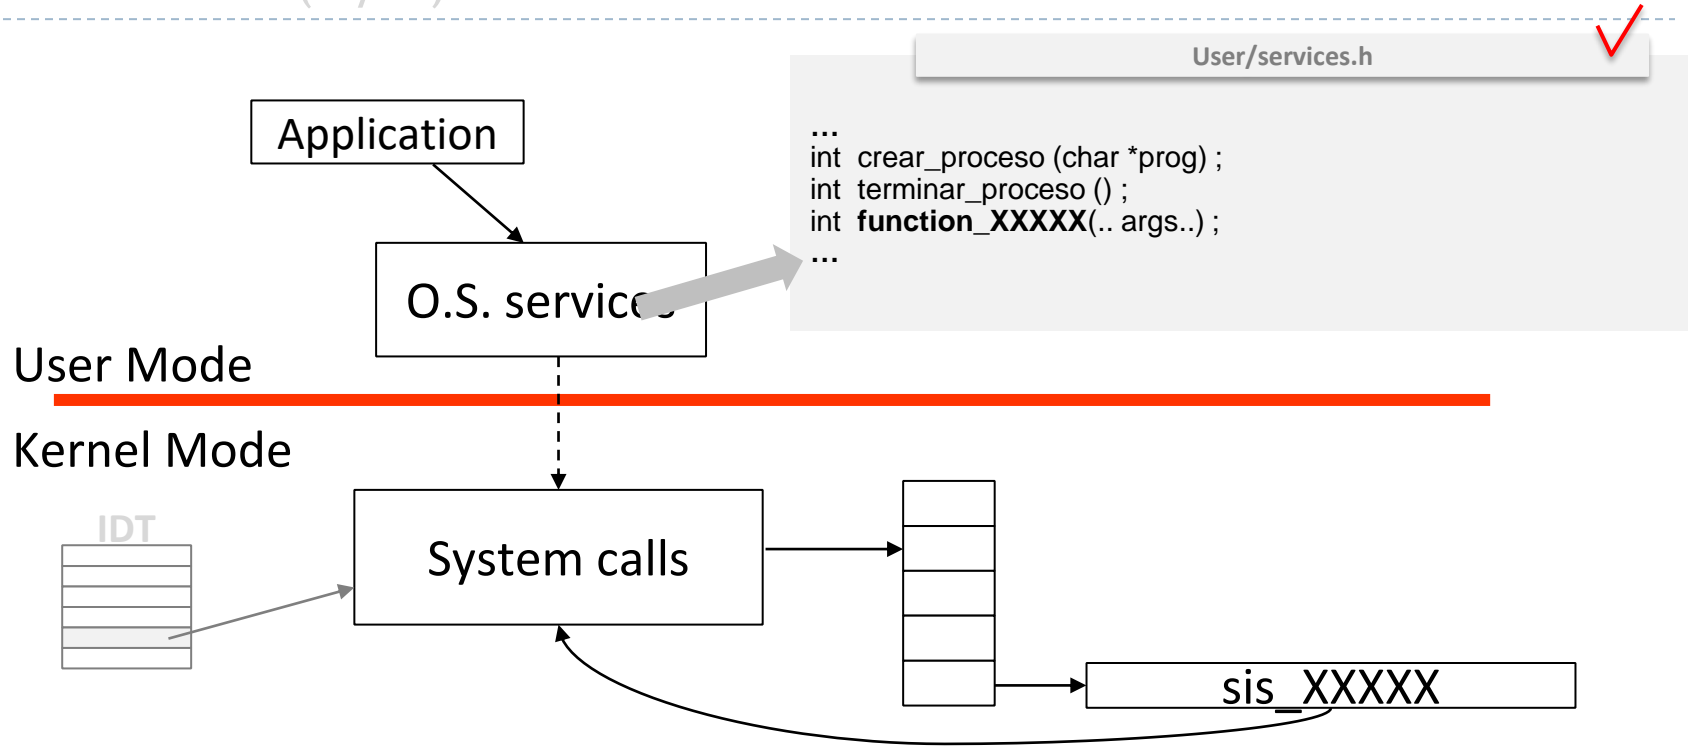 User/services.h
Application
…
int crear_proceso (char *prog) ;
int terminar_proceso () ;
int function_XXXXX(.. args..) ;
…
O.S. services
User Mode
Kernel Mode
IDT
System calls
sis_XXXXX